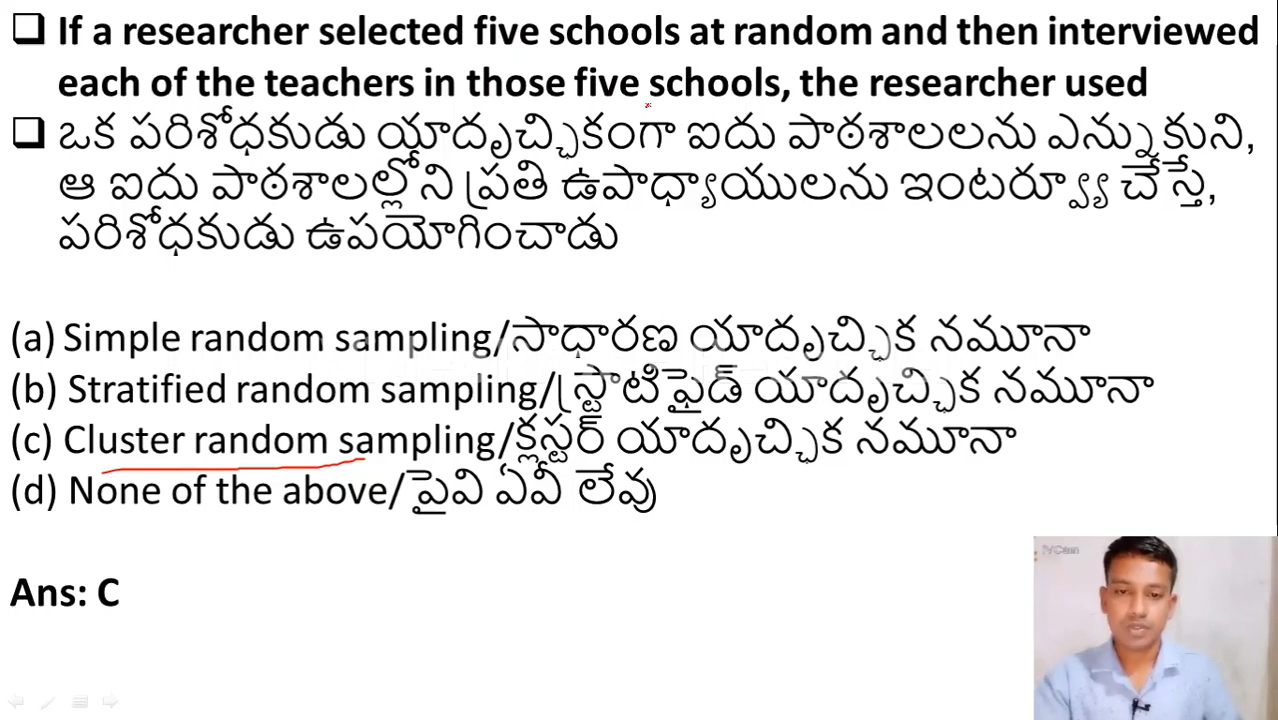 If a researcher selected five schools at random and then interviewed
each of the teachers in those five schools, the researcher used
ఒక పరిశోధకుడు యాదృచ్ఛికంగా ఐదు పాఠశాలలను ఎన్నుకుని,
ఆ ఐదు పాఠశాలల్లోని ప్రతి ఉపాధ్యాయులను ఇంటర్వ్యూ చేస్తే,
పరిశోధకుడు ఉపయోగించాడు
(a) Simple random sampling/సాధారణ యాదృచ్ఛిక నమూనా
(b) Stratified random sampling/స్ట్రాటిఫైడ్ యాదృచ్ఛిక నమూనా
(c) Cluster random sampling/క్లస్టర్ యాదృచ్ఛిక నమూనా
(d) None of the above/పైవి ఏవీ లేవు
Ans: C
iVCam